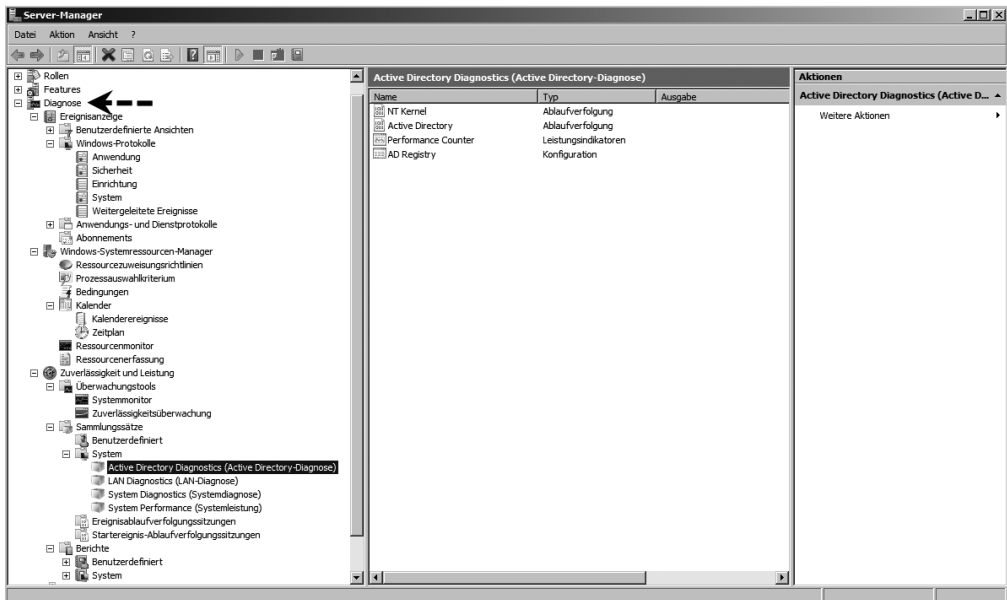 Server-Manager
Datei Aktion Ansicht ?
Rollen
Features
Diagnose
Ereignisanzeige
Benutzerdefinierte Ansichten
Windows-Protokolle
Anwendung
Sicherheit
Einrichtung
System
Weitergeleitete Ereignisse
Anwendungs- und Dienstprotokolle
Abonnements
Windows-Systemressourcen-Manager
Ressourcezuweisungsrichtlinien
Prozessauswahlkriterium
Bedingungen
Kalender
Kalenderereignisse
Zeitplan
Ressourcenmonitor
Ressourcenerfassung
Zuverlässigkeit und Leistung
Überwachungstools
Systemmonitor
Zuverlässigkeitsüberwachung
Sammlungssätze
Benutzerdefiniert
System
Active Directory Diagnostics (Active Directory-Diagnose)
LAN Diagnostics (LAN-Diagnose)
System Diagnostics (Systemdiagnose)
System Performance (Systemleistung)
Ereignisablaufverfolgungssitzungen
Startereignis-Ablaufverfolgungssitzungen
Berichte
Benutzerdefiniert
System
Active Directory Diagnostics (Active Directory-Diagnose)
Name Typ Ausgabe
NT Kernel Ablaufverfolgung
Active Directory Ablaufverfolgung
Performance Counter Leistungsindikatoren
AD Registry Konfiguration
Aktionen
Active Directory Diagnostics (Active D...
Weitere Aktionen